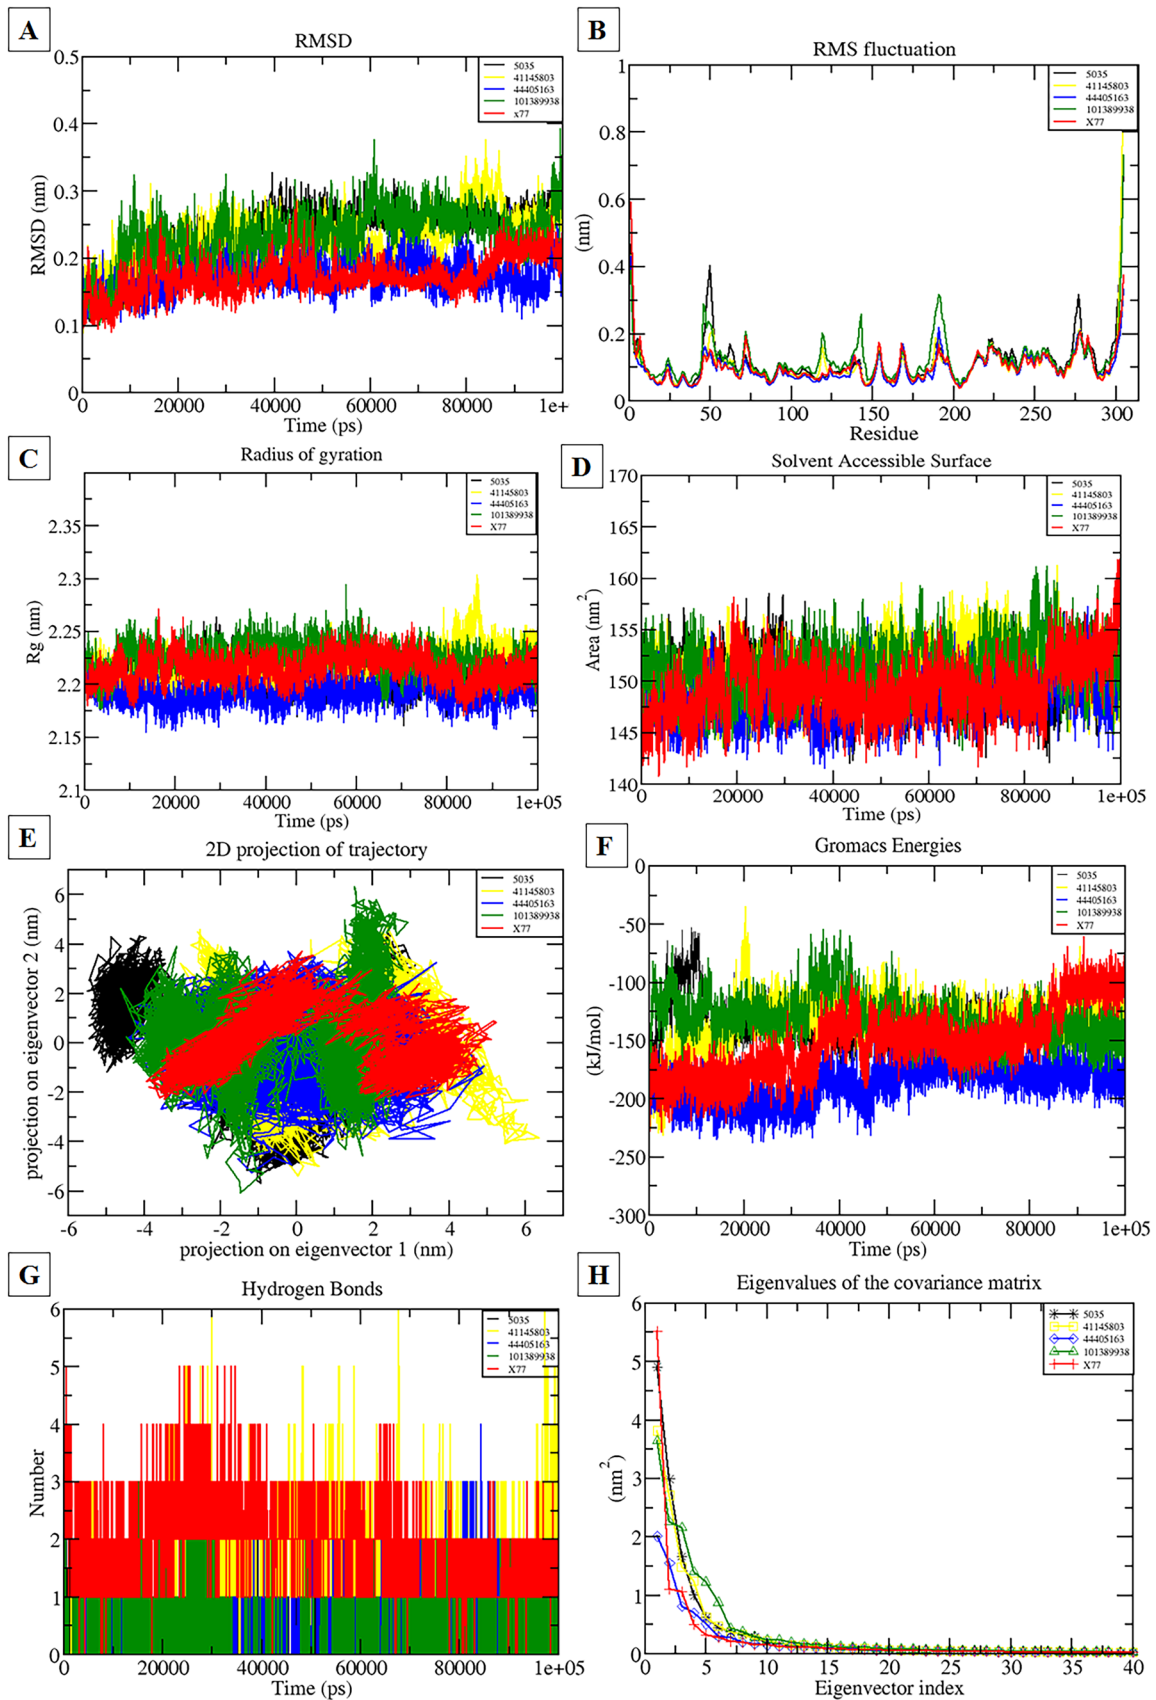 A
RMSD
0.5
0.4
0.3
0.2
0.1
0
RMSD (nm)
0 20000 40000 60000 80000 1e+
Time (ps)
5035
41145803
44405163
101389938
x77
B
RMS fluctuation
1
0.8
0.6
0.4
0.2
0
(nm)
0 50 100 150 200 250 300
Residue
5035
41145803
44405163
101389938
X77
C
Radius of gyration
2.35
2.3
2.25
2.2
2.15
2.1
Rg (nm)
0 20000 40000 60000 80000 1e+05
Time (ps)
5035
41145803
44405163
101389938
X77
D
Solvent Accessible Surface
170
165
160
155
150
145
140
Area (nm2)
0 20000 40000 60000 80000 1e+05
Time (ps)
5035
41145803
44405163
101389938
X77
E
2D projection of trajectory
6
4
2
0
-2
-4
-6
projection on eigenvector 2 (nm)
-6 -4 -2 0 2 4 6
projection on eigenvector 1 (nm)
5035
41145803
44405163
101389938
X77
F
Gromacs Energies
0
-50
-100
-150
-200
-250
-300
(kJ/mol)
0 20000 40000 60000 80000 1e+05
Time (ps)
5035
41145803
44405163
101389938
X77
G
Hydrogen Bonds
6
5
4
3
2
1
0
Number
0 20000 40000 60000 80000 1e+05
Time (ps)
5035
41145803
44405163
101389938
X77
H
Eigenvalues of the covariance matrix
6
5
4
3
2
1
0
(nm2)
0 5 10 15 20 25 30 35 40
Eigenvector index
5035
41145803
44405163
101389938
X77